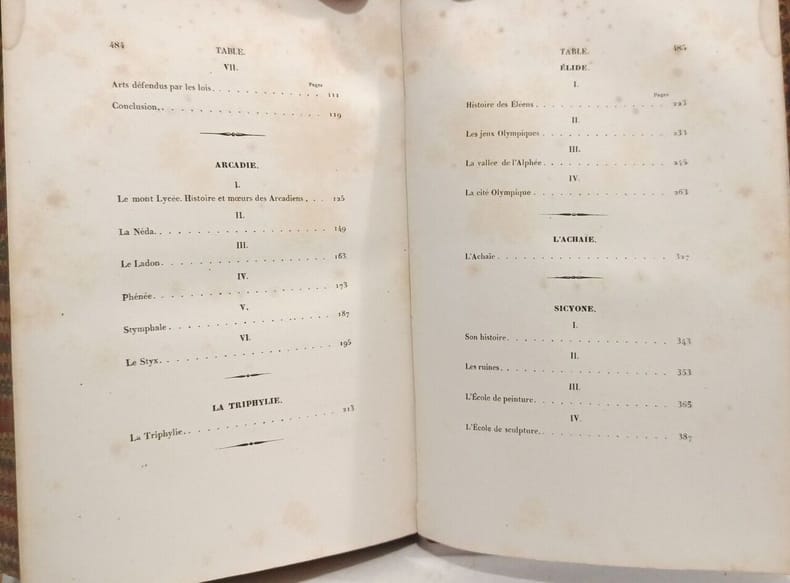 484
TABLE.
VII.
Pages
Arts défendus par les lois. . . . . . . . . . . . 111
Conclusion. . . . . . . . . . . . . . . . . 119
ARCADIE.
I.
Le mont Lycée. Histoire et mœurs des Arcadiens . . . 125
II.
La Néda. . . . . . . . . . . . . . . . . 149
III.
Le Ladon. . . . . . . . . . . . . . . . . 163
IV.
Phénée. . . . . . . . . . . . . . . . . 173
V.
Stymphale . . . . . . . . . . . . . . . . 187
VI.
Le Styx. . . . . . . . . . . . . . . . . 195
LA TRIPHYLIE.
La Triphylie. . . . . . . . . . . . . . . . 213
TABLE.
485
ÉLIDE.
I.
Pages
Histoire des Éléens . . . . . . . . . . . . . 223
II.
Les jeux Olympiques . . . . . . . . . . . . .
III.
La vallée de l'Alphée . . . . . . . . . . . . .
IV.
La cité Olympique . . . . . . . . . . . . . 263
L'ACHAÏE.
L'Achaïe . . . . . . . . . . . . . . . . 327
SICYONE.
I.
Son histoire. . . . . . . . . . . . . . . . 343
II.
Les ruines. . . . . . . . . . . . . . . . 353
III.
L'École de peinture. . . . . . . . . . . . . 365
IV.
L'École de sculpture. . . . . . . . . . . . . 387